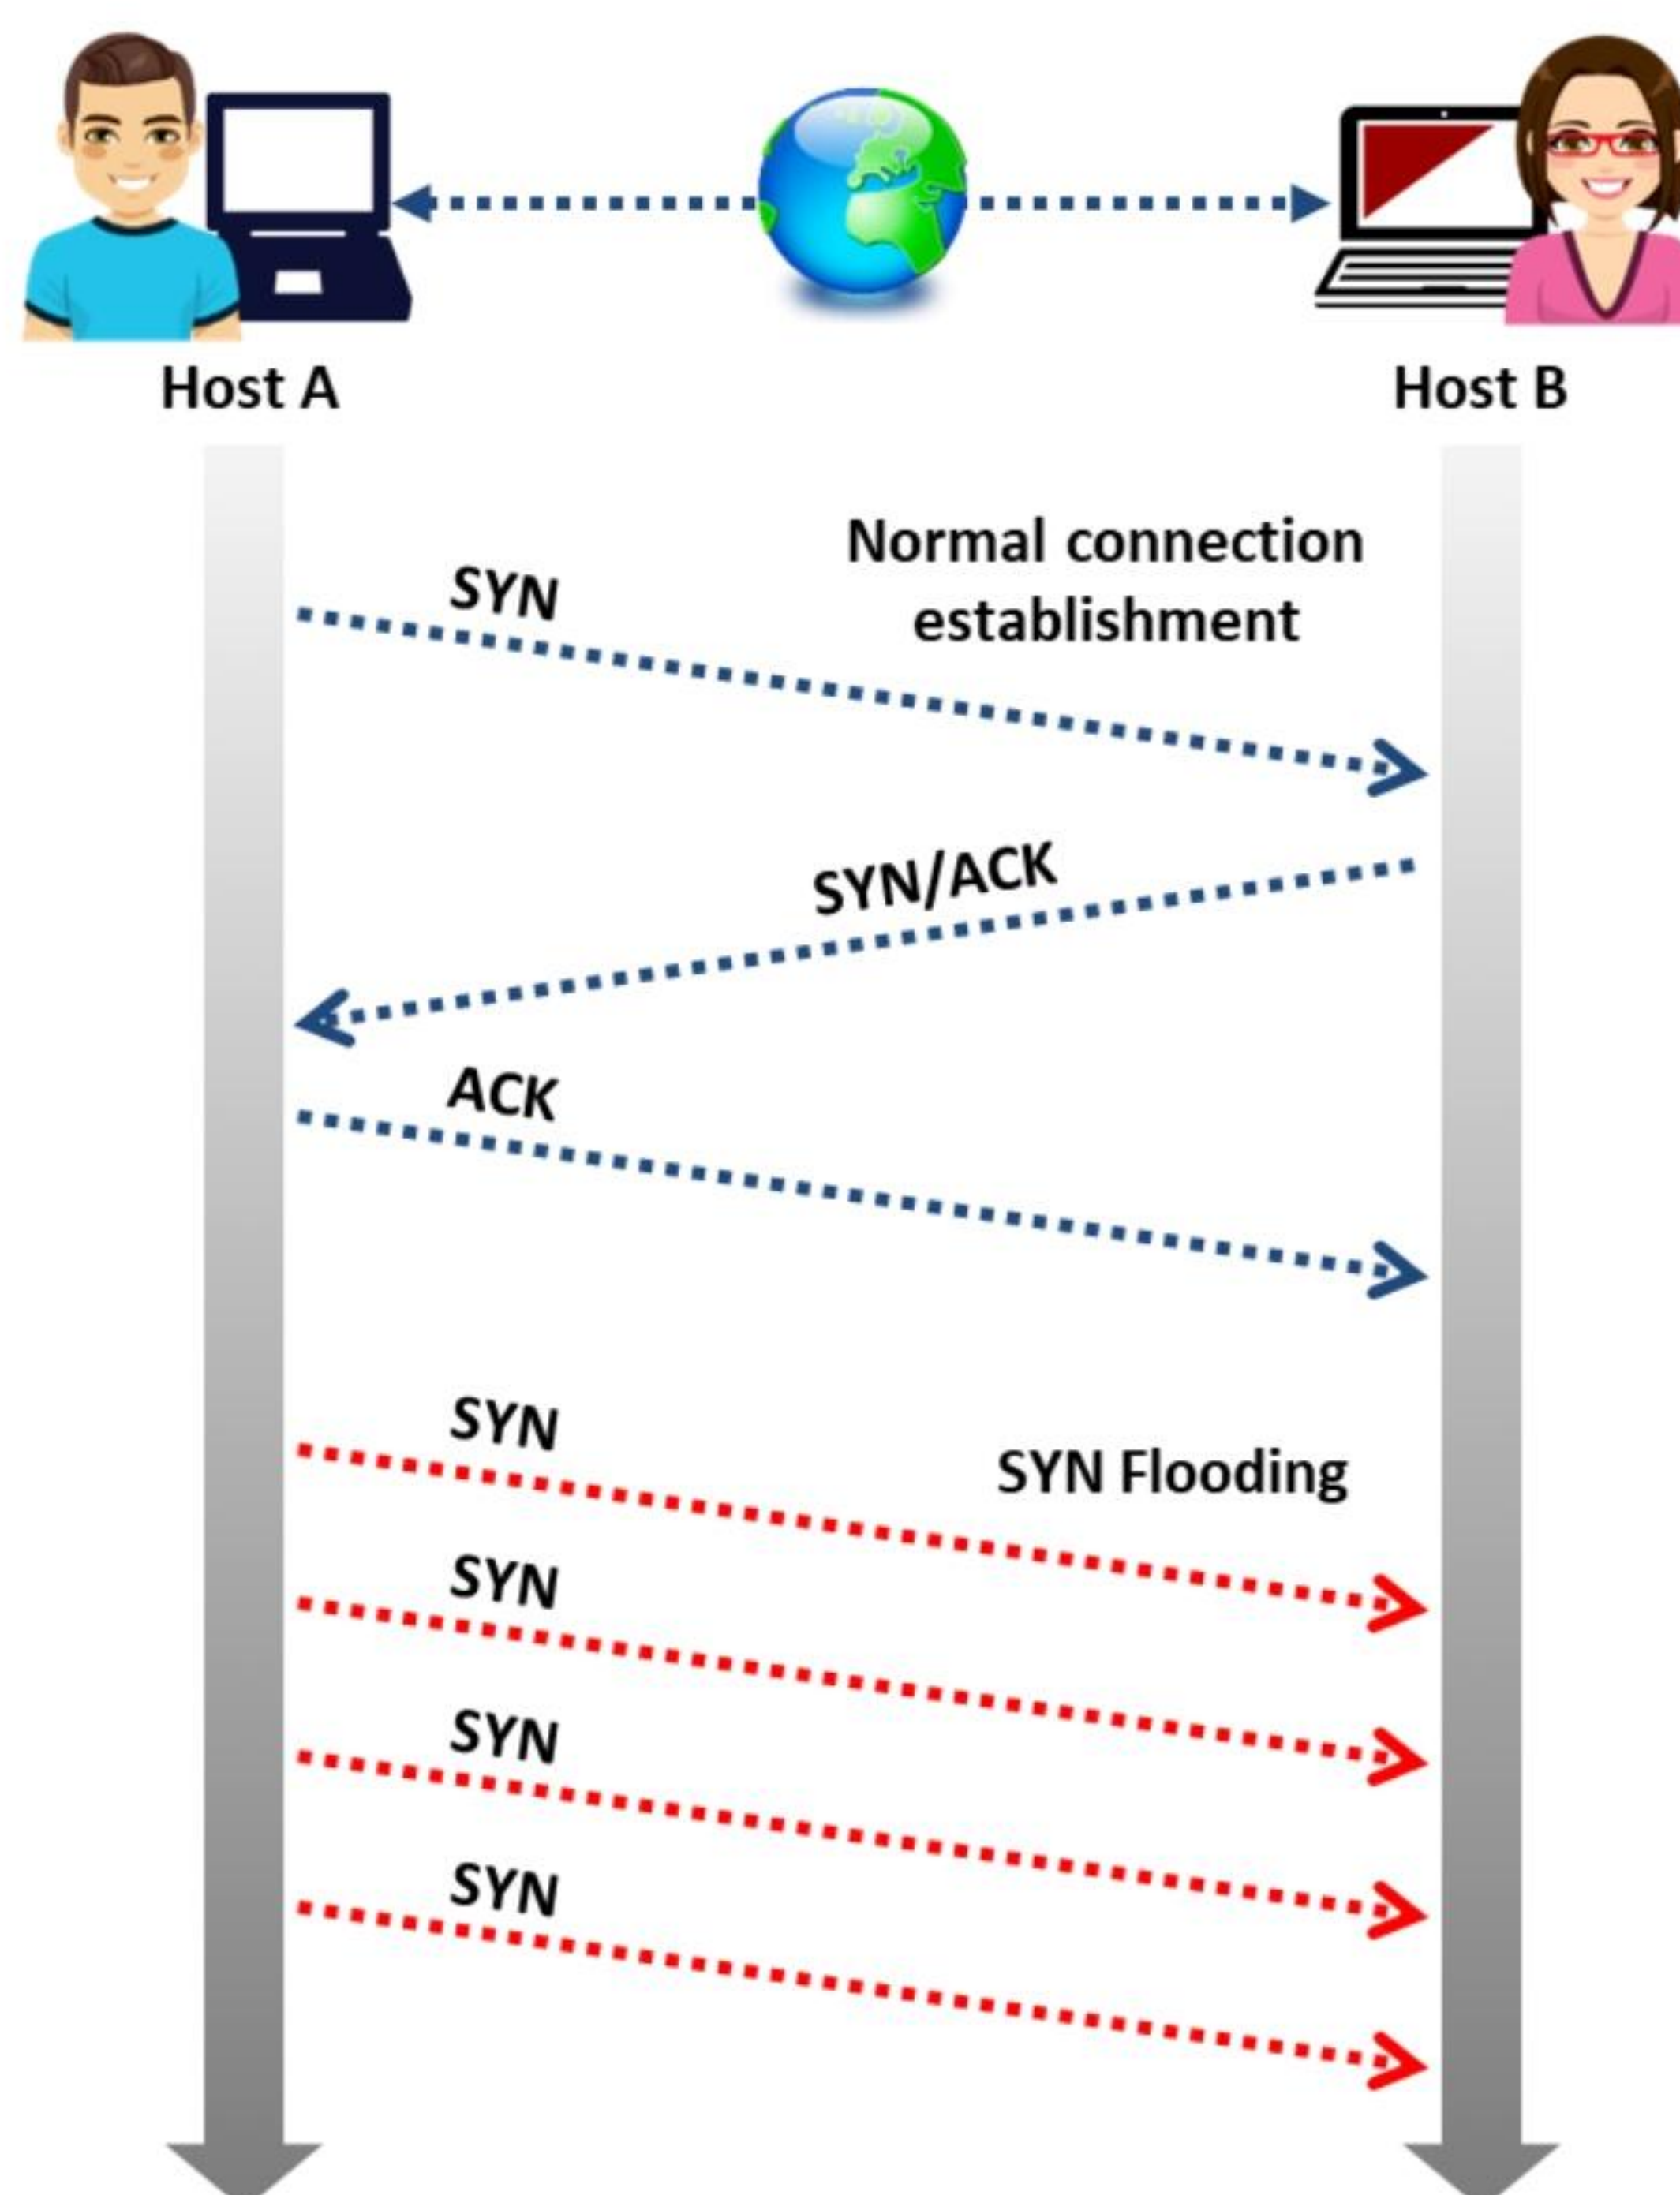 Host A
Host B
Normal connection
establishment
SYN
SYN/ACK
ACK
SYN
SYN Flooding
SYN
SYN
SYN